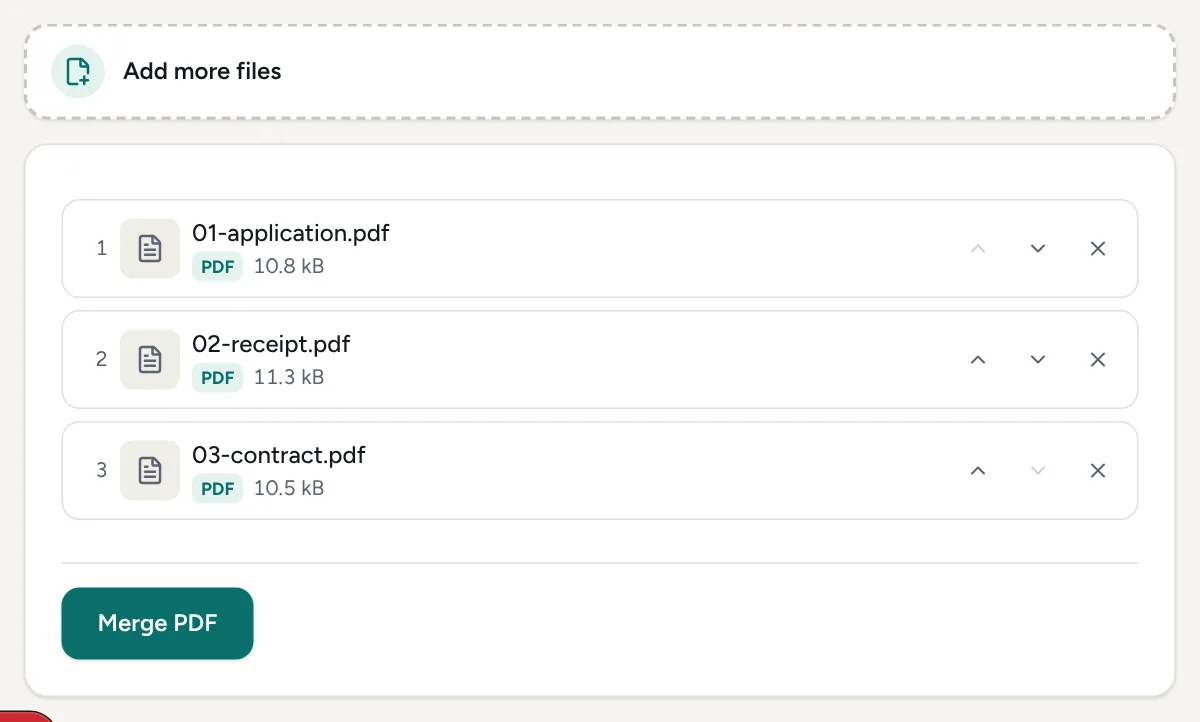 Add more files
1
01-application.pdf
PDF 10.8 kB
2
02-receipt.pdf
PDF 11.3 kB
3
03-contract.pdf
PDF 10.5 kB
Merge PDF